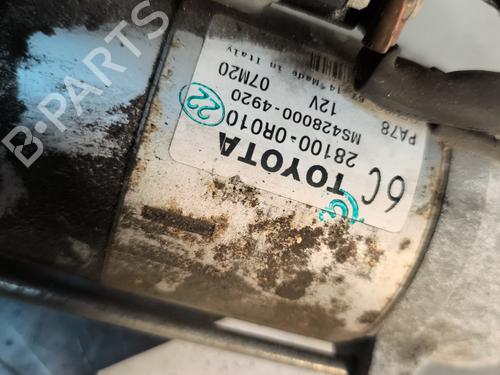 6C TOYOTA
28100-0R010 22
MS428000-4920
12V 07M20
PA78 Made in Italy
B-PARTS